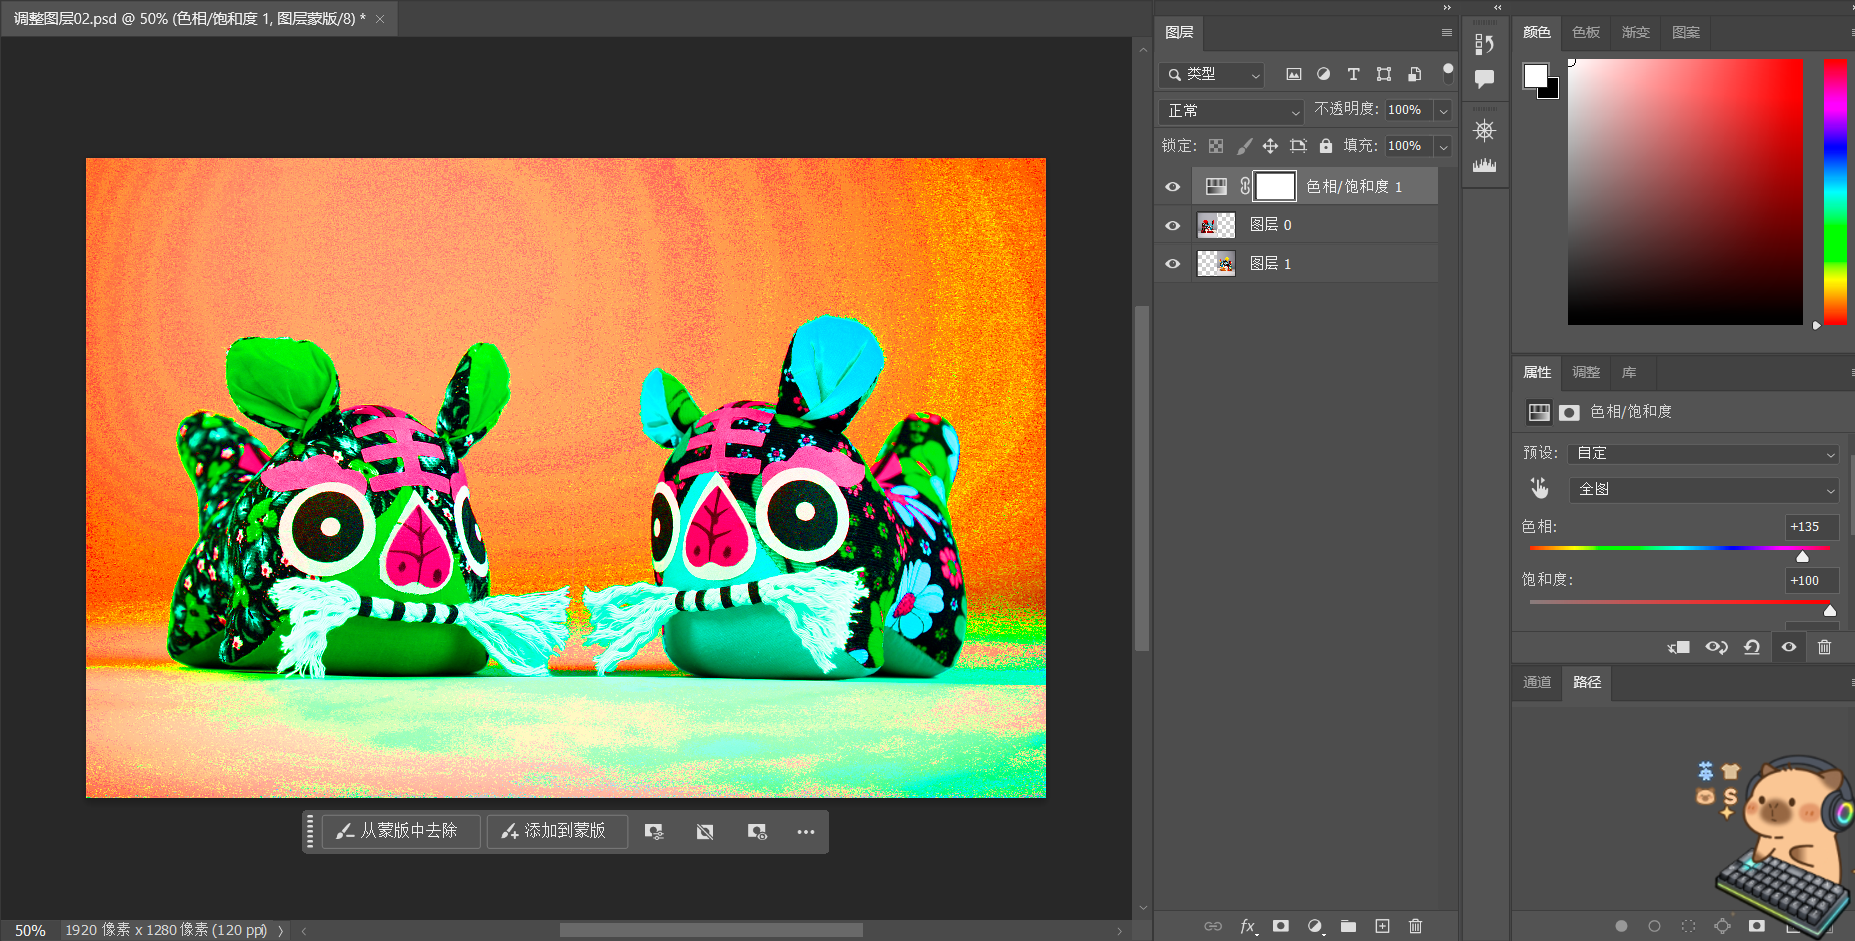 调整图层02.psd @ 50% (色相/饱和度 1, 图层蒙版/8) *
图层
类型
正常
不透明度: 100%
锁定:
填充: 100%
色相/饱和度 1
图层 0
图层 1
颜色
色板
渐变
图案
属性
调整
库
色相/饱和度
预设: 自定
全图
色相: +135
饱和度: +100
通道
路径
英
S
从蒙版中去除
添加到蒙版
50%
1920 像素 x 1280 像素 (120 ppi)
fx